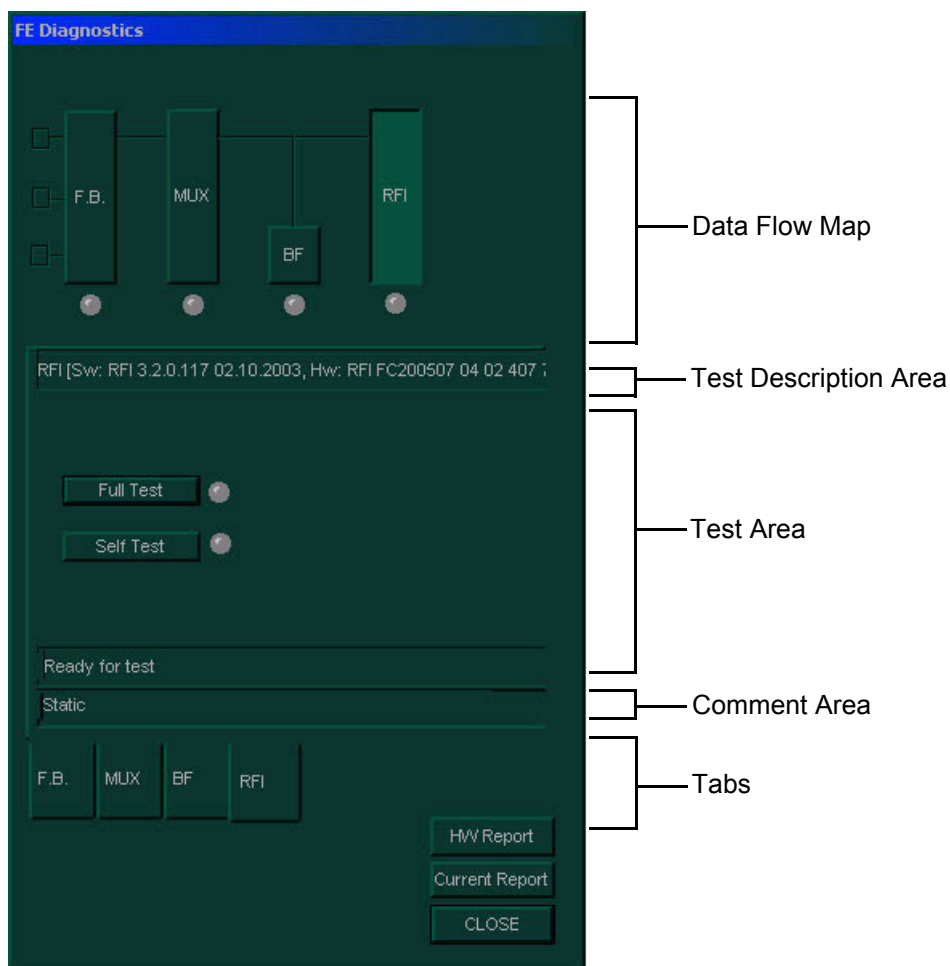 FE Diagnostics
F.B.
MUX
BF
RFI
Data Flow Map
RFI [Sw: RFI 3.2.0.117 02.10.2003, Hw: RFI FC200507 04 02 407
Test Description Area
Full Test
Self Test
Test Area
Ready for test
Static
Comment Area
F.B.
MUX
BF
RFI
Tabs
HW Report
Current Report
CLOSE